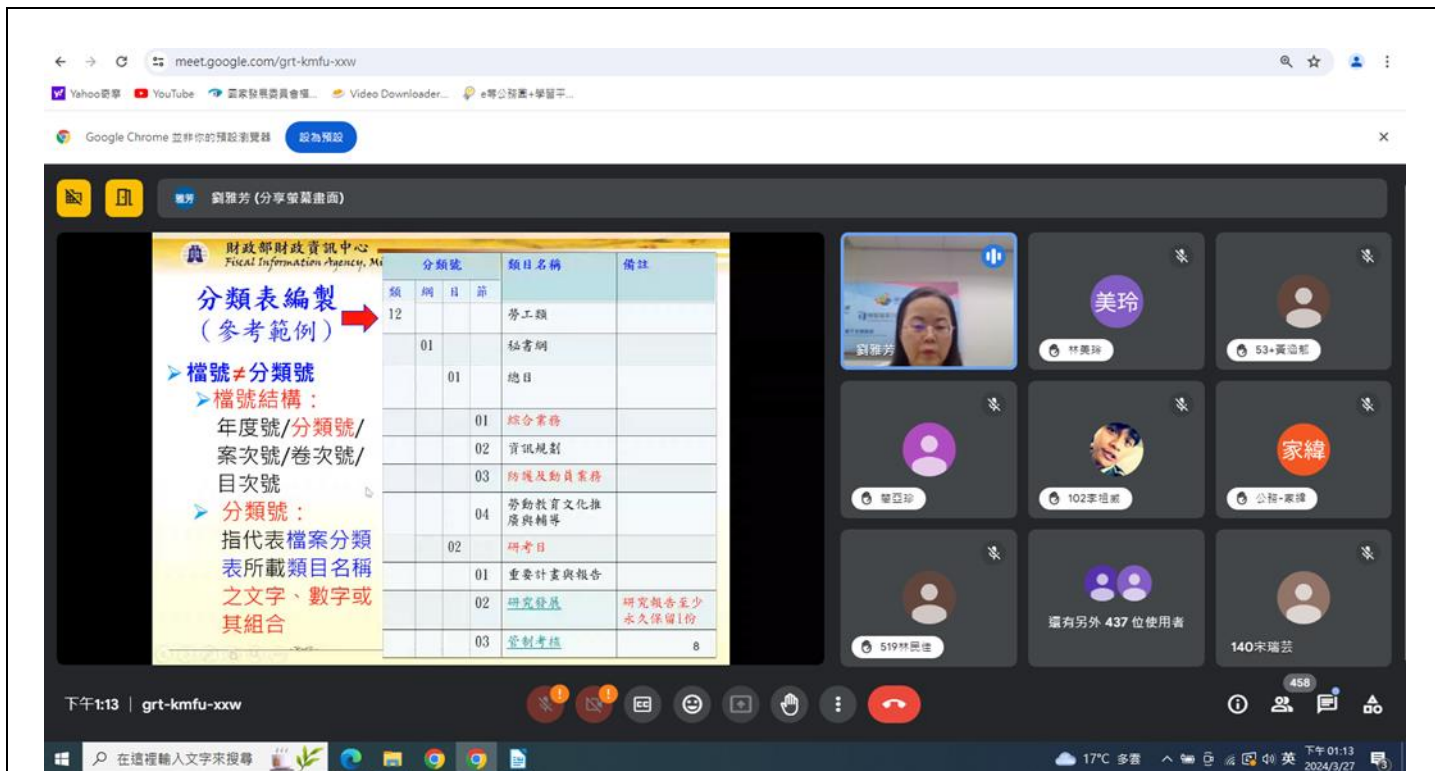 meet.google.com/grt-kmfu-xxw
Yahoo奇摩
YouTube
國家發展委員會檔...
Video Downloader...
e等公務園+學習平...
Google Chrome 並非你的預設瀏覽器
設為預設
雅芳
劉雅芳 (分享螢幕畫面)
財政部財政資訊中心
Fiscal Information Agency, Mi
分類表編製
(參考範例)
檔號≠分類號
檔號結構：
年度號/分類號/
案次號/卷次號/
目次號
分類號：
指代表檔案分類
表所載類目名稱
之文字、數字或
其組合
分類號 類目名稱 備註
類 綱 目 節
12 勞工類
01 秘書綱
01 總目
01 綜合業務
02 資訊規劃
03 防護及動員業務
04 勞動教育文化推
廣與輔導
02 研考目
01 重要計畫與報告
02 研究發展 研究報告至少
永久保留1份
03 管制考核
8
劉雅芳
美玲
林美玲
102李祖威
家緯
公務-家緯
519林民佳
還有另外 437 位使用者
140宋瑞芸
下午1:13 | grt-kmfu-xxw
458
在這裡輸入文字來搜尋
17°C 多雲
英
下午 01:13
2024/3/27
3